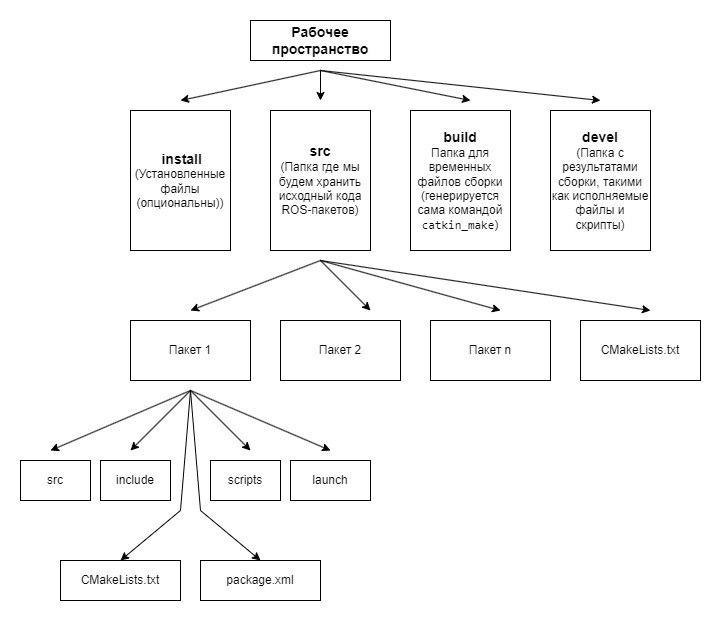 Рабочее
пространство
install
(Установленные
файлы
(опциональны))
src
(Папка где мы
будем хранить
исходный кода
ROS-пакетов)
build
Папка для
временных
файлов сборки
(генерируется
сама командой
catkin_make)
devel
(Папка с
результатами
сборки, такими
как исполняемые
файлы и
скрипты)
Пакет 1
Пакет 2
Пакет n
CMakeLists.txt
src
include
scripts
launch
CMakeLists.txt
package.xml